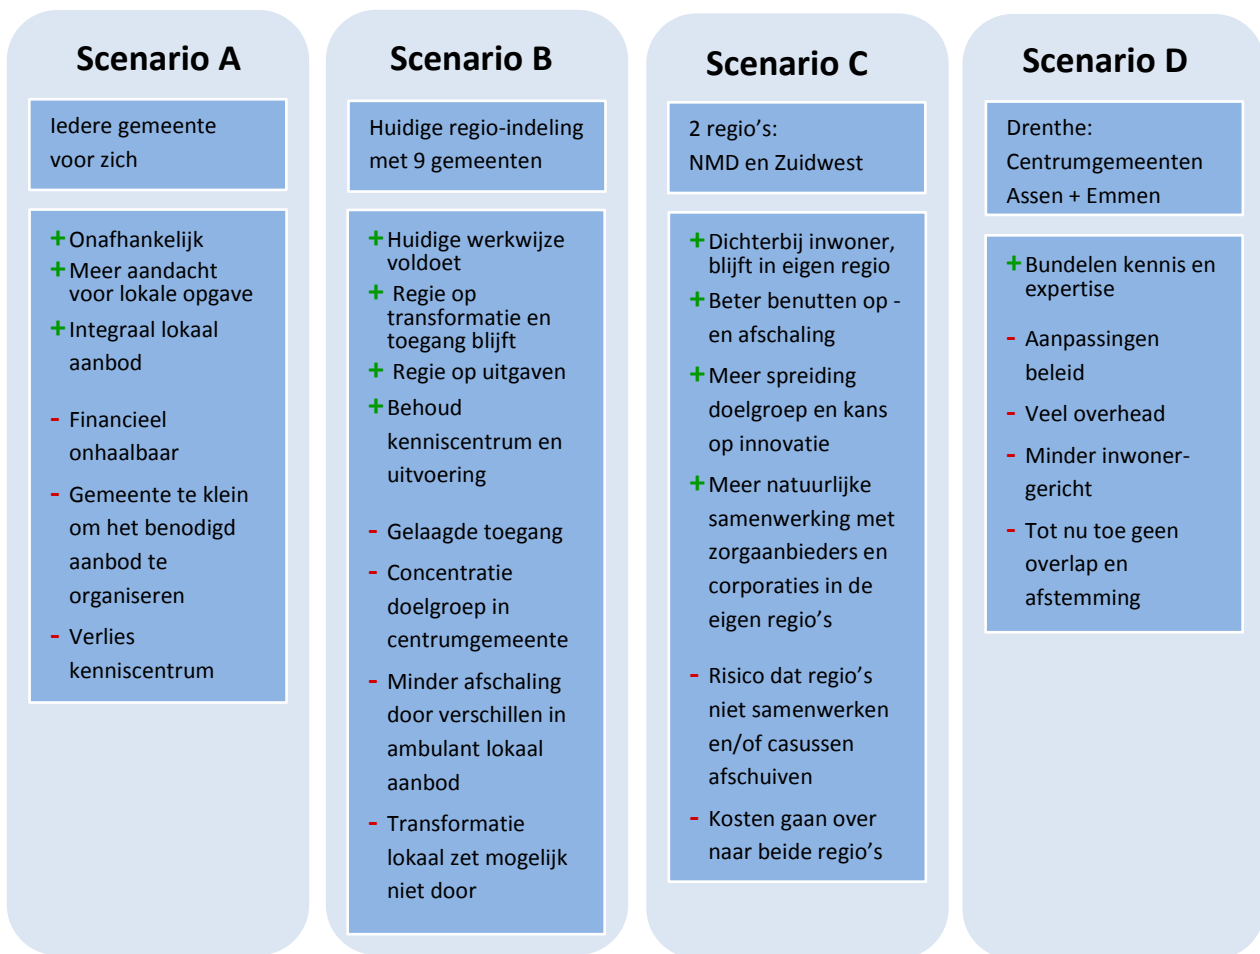 Scenario A
Iedere gemeente
voor zich
+ Onafhankelijk
+ Meer aandacht
voor lokale opgave
+ Integraal lokaal
aanbod
- Financieel
onhaalbaar
- Gemeente te klein
om het benodigd
aanbod te
organiseren
- Verlies
kenniscentrum
Scenario B
Huidige regio-indeling
met 9 gemeenten
+ Huidige werkwijze
voldoet
+ Regie op
transformatie en
toegang blijft
+ Regie op uitgaven
+ Behoud
kenniscentrum en
uitvoering
- Gelaagde toegang
- Concentratie
doelgroep in
centrumgemeente
- Minder afschaling
door verschillen in
ambulant lokaal
aanbod
- Transformatie
lokaal zet mogelijk
niet door
Scenario C
2 regio's:
NMD en Zuidwest
+ Dichterbij inwoner,
blijft in eigen regio
+ Beter benutten op -
en afschaling
+ Meer spreiding
doelgroep en kans
op innovatie
+ Meer natuurlijke
samenwerking met
zorgaanbieders en
corporaties in de
eigen regio's
- Risico dat regio's
niet samenwerken
en/of casussen
afschuiven
- Kosten gaan over
naar beide regio's
Scenario D
Drenthe:
Centrumgemeenten
Assen + Emmen
+ Bundelen kennis en
expertise
- Aanpassingen
beleid
- Veel overhead
- Minder inwoner-
gericht
- Tot nu toe geen
overlap en
afstemming